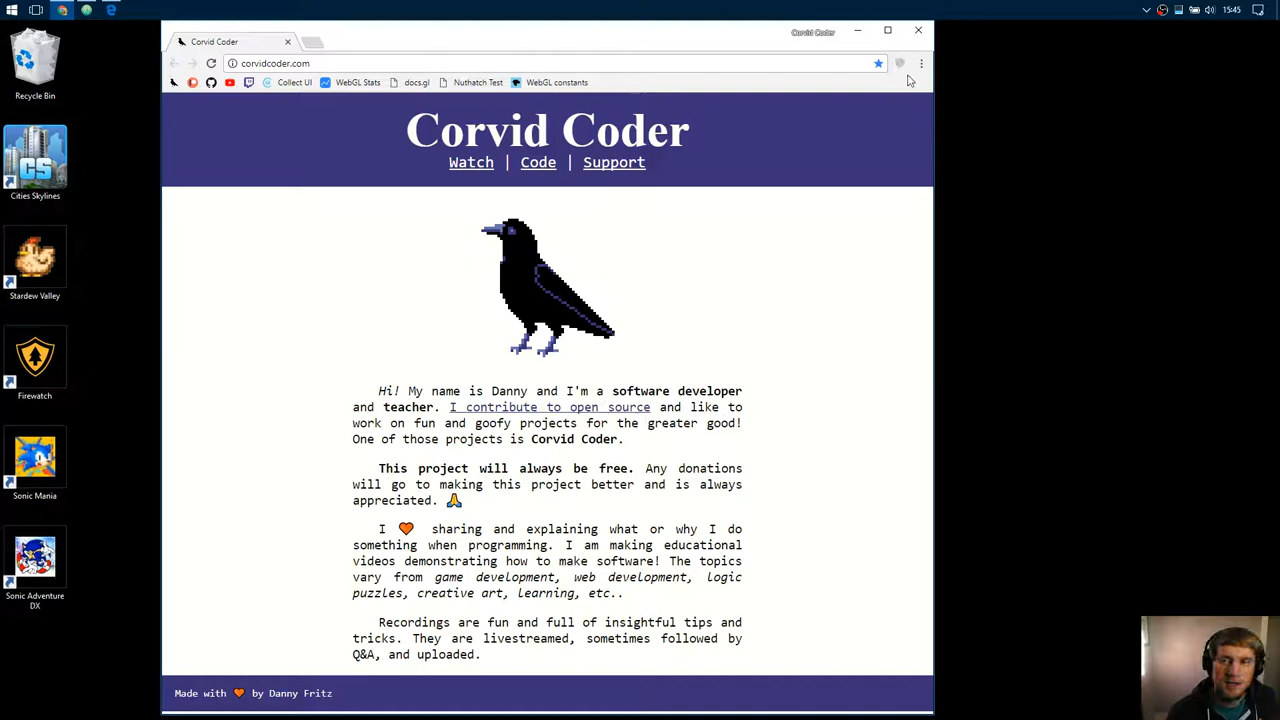 15:45
Corvid Coder
Corvid Coder
corvidcoder.com
Collect UI
WebGL Stats
docs.gl
Nuthatch Test
WebGL constants
Recycle Bin
CS
Cities Skylines
Stardew Valley
Firewatch
Sonic Mania
Sonic Adventure
DX
Corvid Coder
Watch | Code | Support
Hi! My name is Danny and I'm a software developer
and teacher. I contribute to open source and like to
work on fun and goofy projects for the greater good!
One of those projects is Corvid Coder.
This project will always be free. Any donations
will go to making this project better and is always
appreciated. 🙏
I 🧡 sharing and explaining what or why I do
something when programming. I am making educational
videos demonstrating how to make software! The topics
vary from game development, web development, logic
puzzles, creative art, learning, etc..
Recordings are fun and full of insightful tips and
tricks. They are livestreamed, sometimes followed by
Q&A, and uploaded.
Made with 🧡 by Danny Fritz